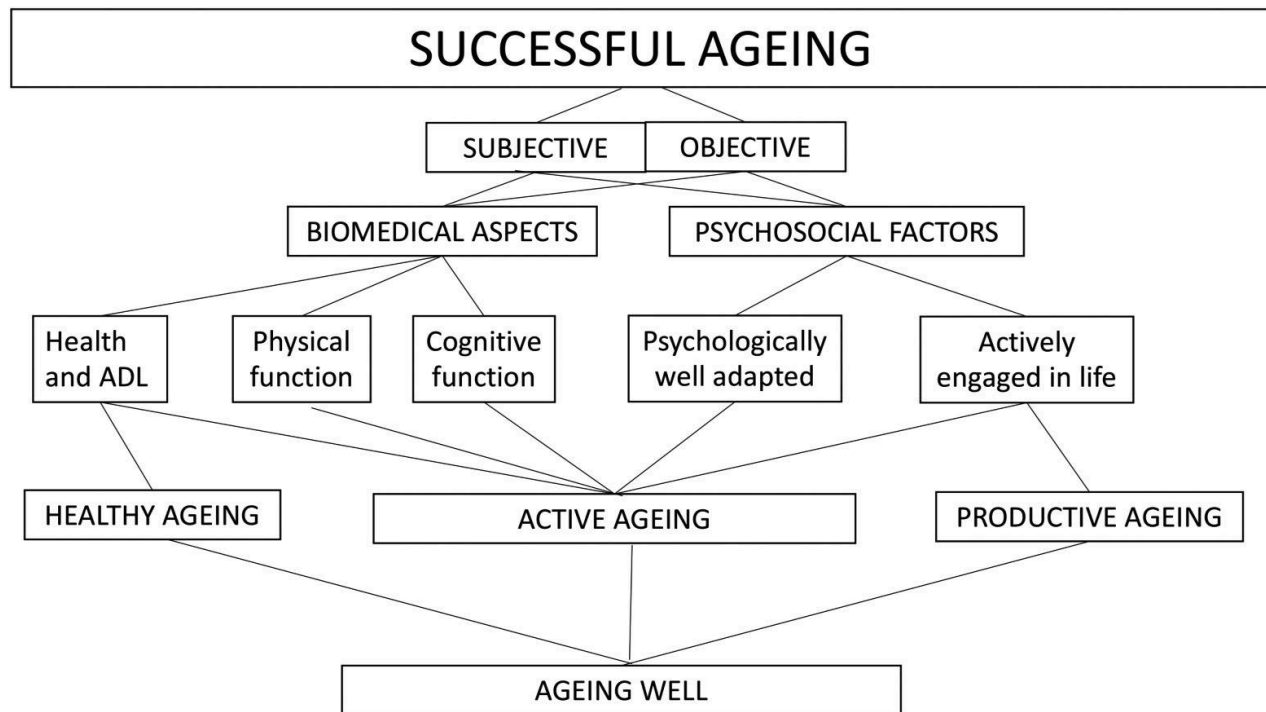 SUCCESSFUL AGEING
SUBJECTIVE
OBJECTIVE
BIOMEDICAL ASPECTS
PSYCHOSOCIAL FACTORS
Health
and ADL
Physical
function
Cognitive
function
Psychologically
well adapted
Actively
engaged in life
HEALTHY AGEING
ACTIVE AGEING
PRODUCTIVE AGEING
AGEING WELL